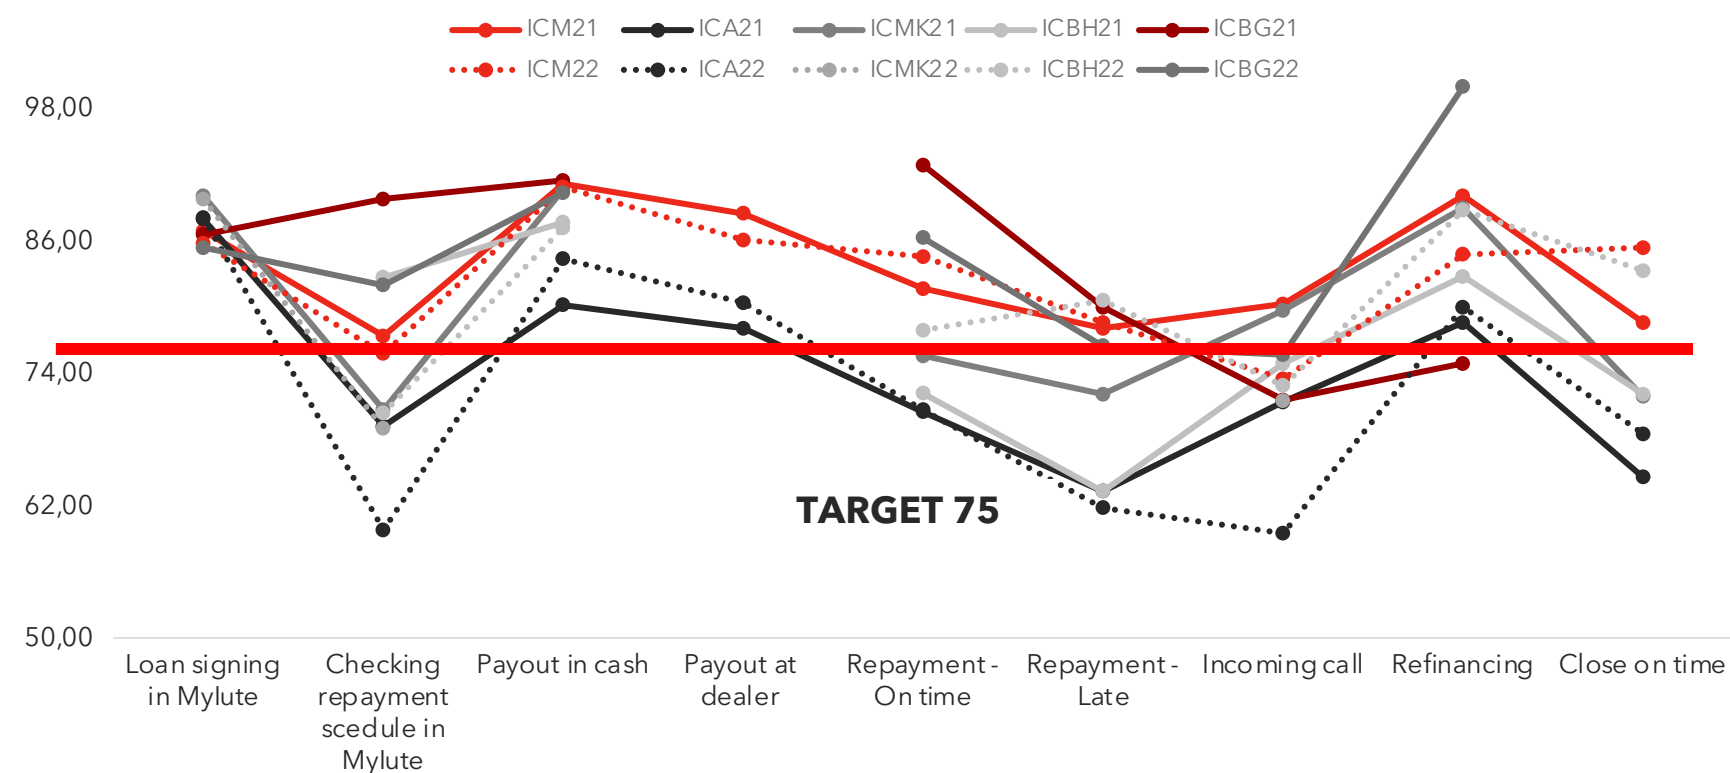 ICM21 ICA21 ICMK21 ICBH21 ICBG21
ICM22 ICA22 ICMK22 ICBH22 ICBG22
98,00
86,00
74,00
62,00
TARGET 75
50,00
Loan signing in Mylute
Checking repayment scedule in Mylute
Payout in cash
Payout at dealer
Repayment - On time
Repayment - Late
Incoming call
Refinancing
Close on time